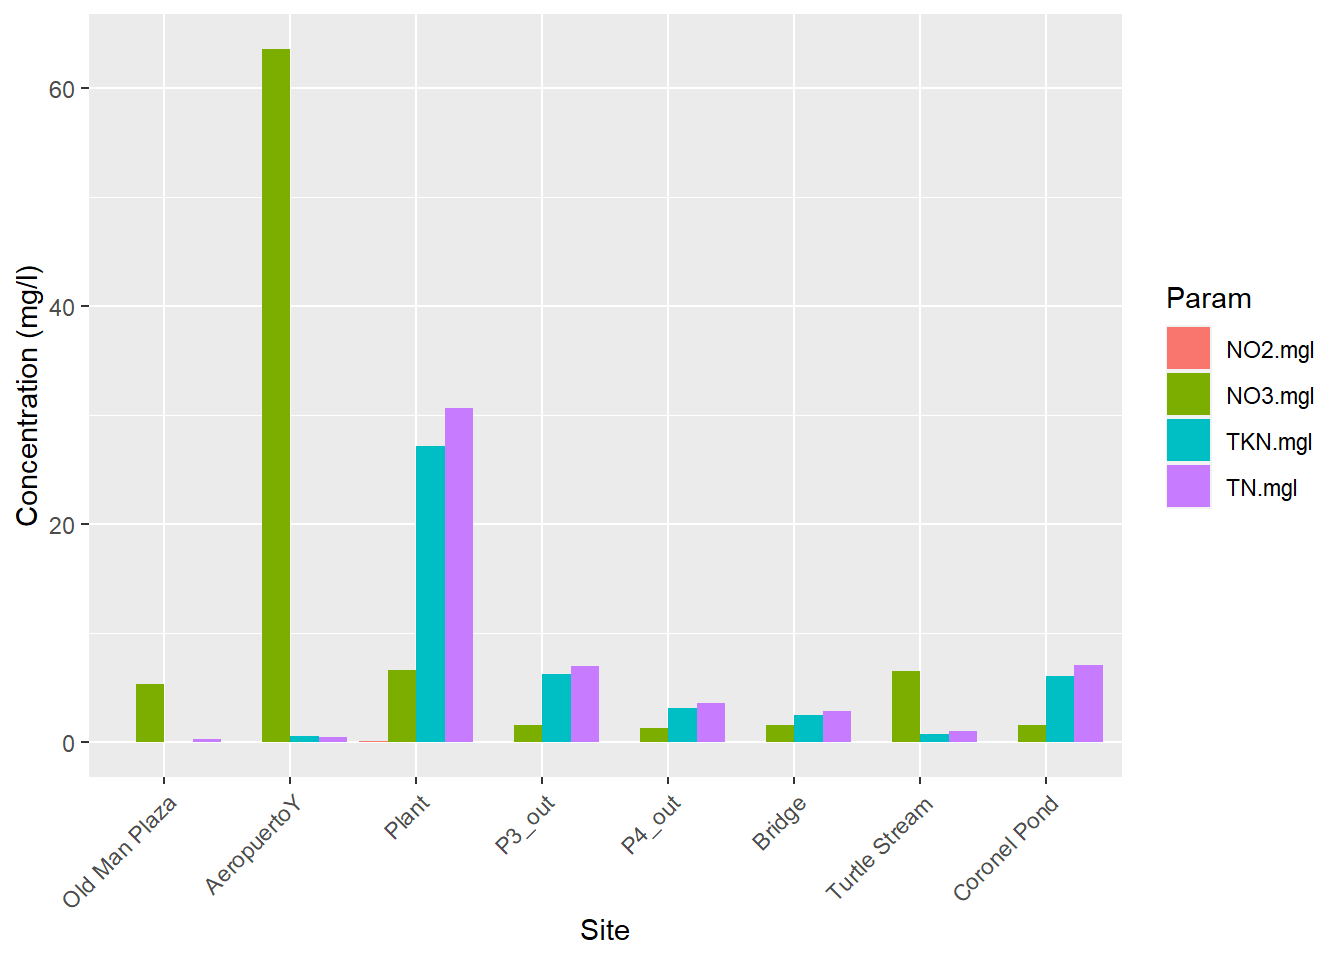 Concentration (mg/l)
60
40
20
0
Old Man Plaza
AeropuertoY
Plant
P3_out
P4_out
Bridge
Turtle Stream
Coronel Pond
Site
Param
NO2.mgl
NO3.mgl
TKN.mgl
TN.mgl